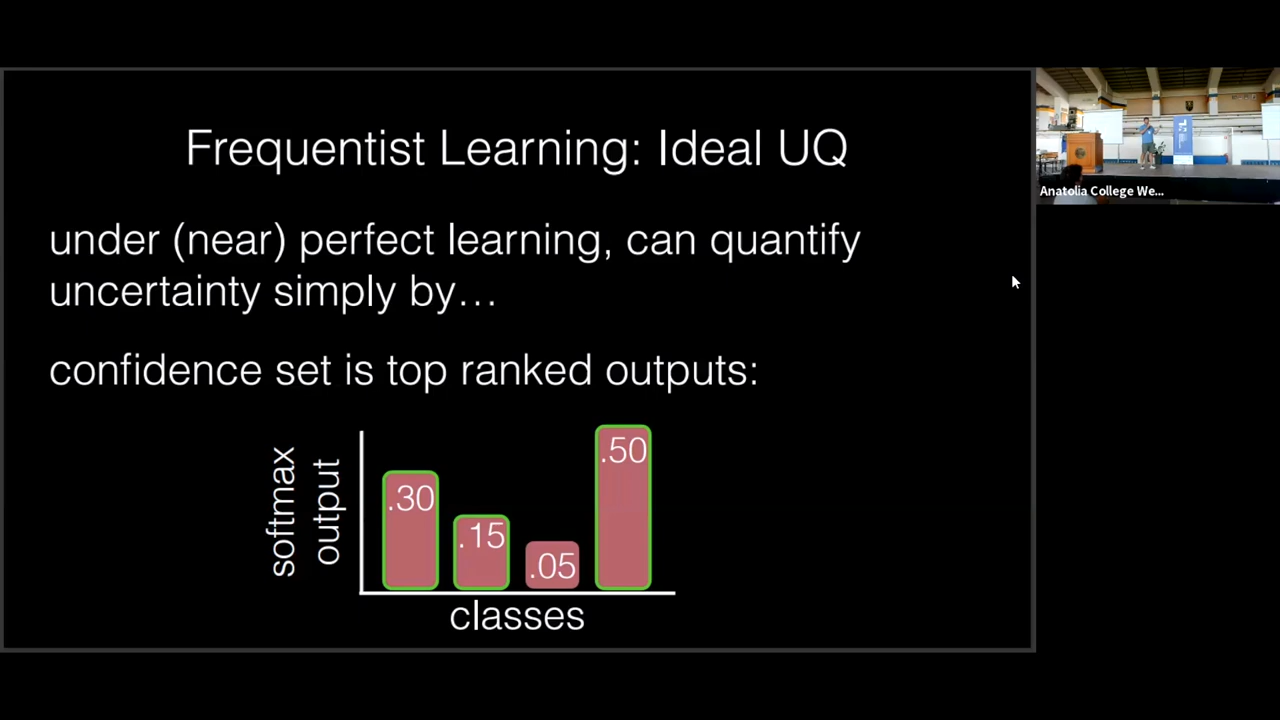 Frequentist Learning: Ideal UQ
under (near) perfect learning, can quantify
uncertainty simply by…
confidence set is top ranked outputs:
softmax
output
.30
.15
.05
.50
classes
Anatolia College We...